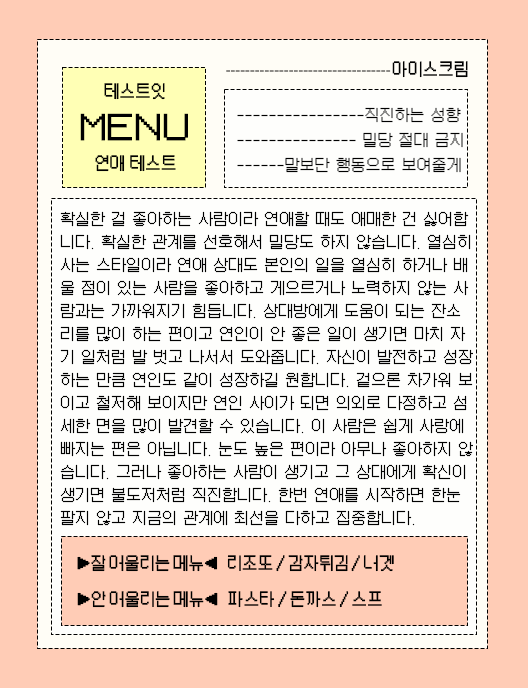 테스트잇
MENU
연애 테스트
--------------------------------아이스크림
----------------직진하는 성향
--------------- 밀당 절대 금지
------말보단 행동으로 보여줄게
확실한 걸 좋아하는 사람이라 연애할 때도 애매한 건 싫어합
니다. 확실한 관계를 선호해서 밀당도 하지 않습니다. 열심히
사는 스타일이라 연애 상대도 본인의 일을 열심히 하거나 배
울 점이 있는 사람을 좋아하고 게으르거나 노력하지 않는 사
람과는 가까워지기 힘듭니다. 상대방에게 도움이 되는 잔소
리를 많이 하는 편이고 연인이 안 좋은 일이 생기면 마치 자
기 일처럼 발 벗고 나서서 도와줍니다. 자신이 발전하고 성장
하는 만큼 연인도 같이 성장하길 원합니다. 겉으론 차가워 보
이고 철저해 보이지만 연인 사이가 되면 의외로 다정하고 섬
세한 면을 많이 발견할 수 있습니다. 이 사람은 쉽게 사랑에
빠지는 편은 아닙니다. 눈도 높은 편이라 아무나 좋아하지 않
습니다. 그러나 좋아하는 사람이 생기고 그 상대에게 확신이
생기면 불도저처럼 직진합니다. 한번 연애를 시작하면 한눈
팔지 않고 지금의 관계에 최선을 다하고 집중합니다.
▶잘 어울리는 메뉴◀ 리조또 / 감자튀김 / 너겟
▶안 어울리는 메뉴◀ 파스타 / 돈까스 / 스프